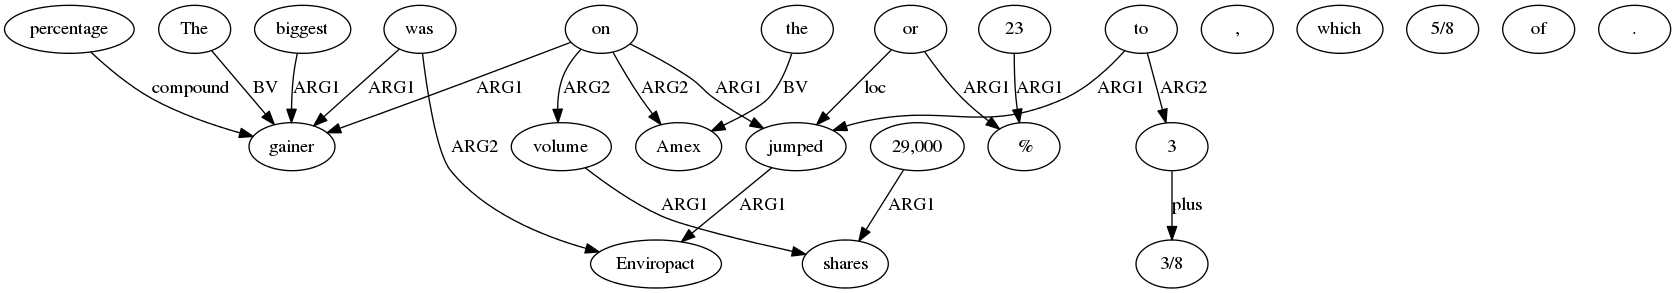 percentage The biggest was on the or 23 to , which 5/8 of .
compound BV ARG1 ARG1 ARG1 ARG2 ARG2 ARG1 BV loc ARG1 ARG1 ARG1 ARG2
gainer volume Amex jumped 29,000 % 3
ARG2 ARG1 ARG1 ARG1 plus
Enviropact shares 3/8